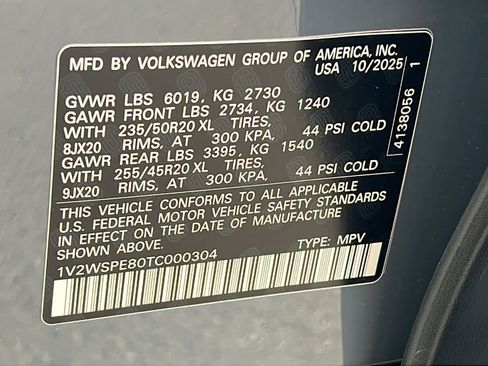 MFD BY VOLKSWAGEN GROUP OF AMERICA, INC.
USA 10/2025
GVWR LBS 6019, KG 2730
GAWR FRONT LBS 2734, KG 1240
WITH 235/50R20 XL TIRES,
8JX20 RIMS, AT 300 KPA, 44 PSI COLD
GAWR REAR LBS 3395, KG 1540
WITH 255/45R20 XL TIRES,
9JX20 RIMS, AT 300 KPA, 44 PSI COLD
THIS VEHICLE CONFORMS TO ALL APPLICABLE
U.S. FEDERAL MOTOR VEHICLE SAFETY STANDARDS
IN EFFECT ON THE DATE OF MANUFACTURE
SHOWN ABOVE.
1V2WSPE80TC000304 TYPE: MPV
4138056 1